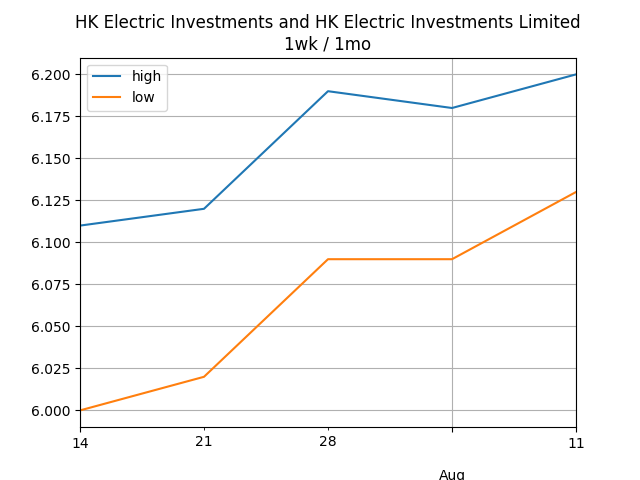 HK Electric Investments and HK Electric Investments Limited
1wk / 1mo
high
low
6.200
6.175
6.150
6.125
6.100
6.075
6.050
6.025
6.000
14
21
28
11
Aug